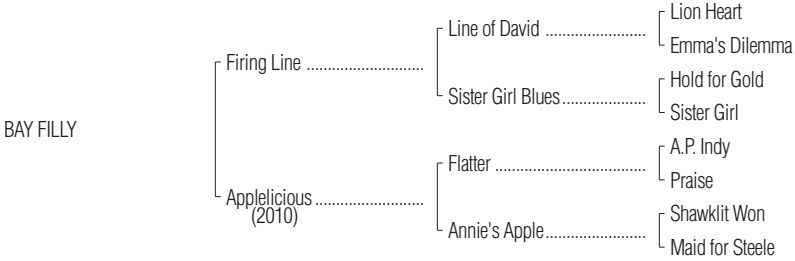 Lion Heart
Line of David ........................
Emma's Dilemma
Firing Line ............................
Hold for Gold
Sister Girl Blues....................
Sister Girl
BAY FILLY
A.P. Indy
Flatter ....................................
Praise
Applelicious..........................
(2010)
Shawklit Won
Annie's Apple........................
Maid for Steele